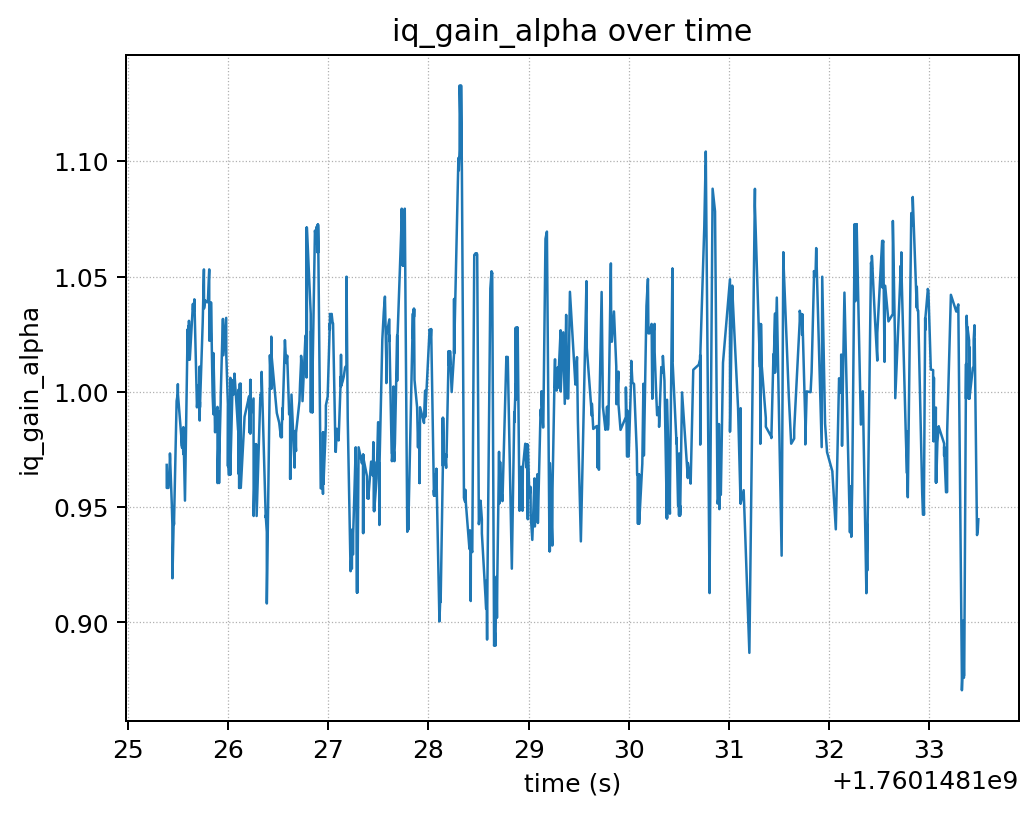 iq_gain_alpha over time
iq_gain_alpha
1.10
1.05
1.00
0.95
0.90
25 26 27 28 29 30 31 32 33
time (s)
+1.7601481e9